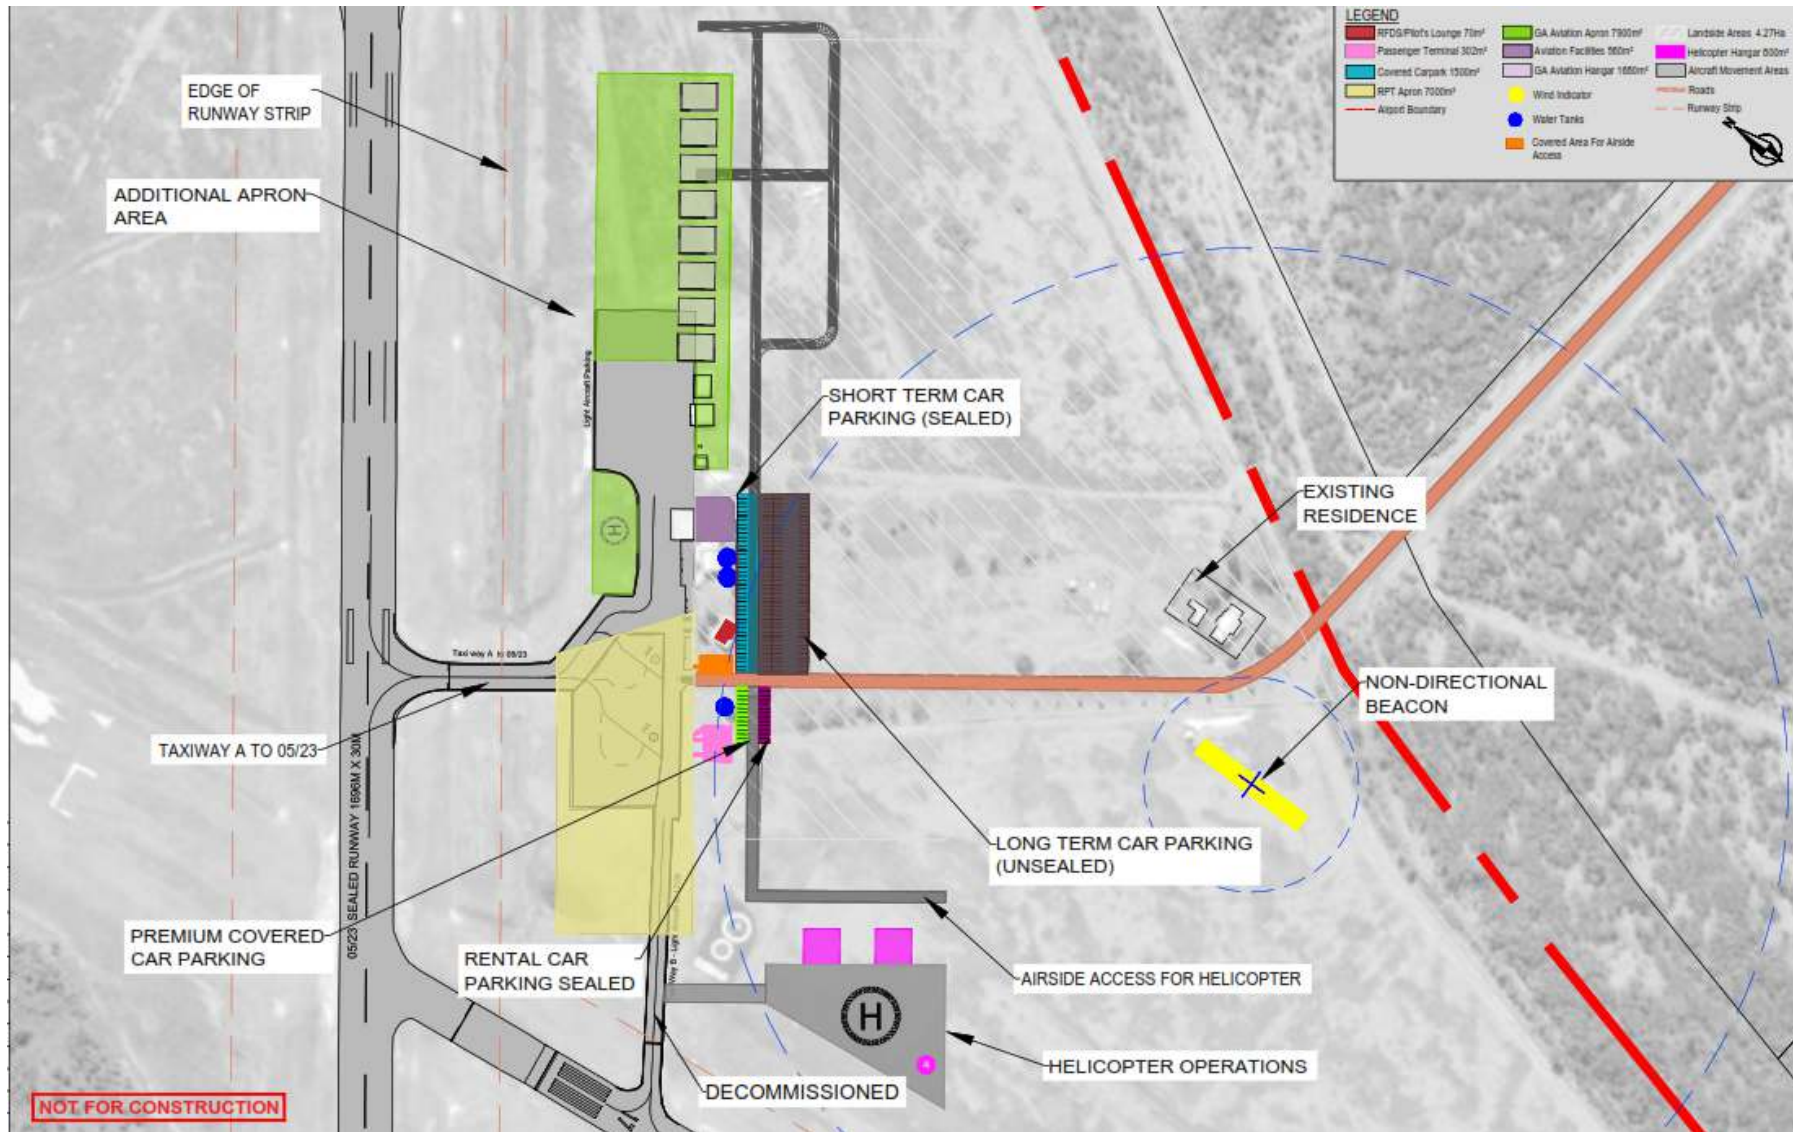 LEGEND
RFDS/Pilot's Lounge 70m²
Passenger Terminal 302m²
Covered Carpark 1500m²
RPT Apron 7000m²
Airport Boundary
GA Aviation Apron 7900m²
Aviation Facilities 560m²
GA Aviation Hangar 1660m²
Wind Indicator
Water Tanks
Covered Area For Airside
Access
Landside Areas 4.27Ha
Helicopter Hangar 600m²
Aircraft Movement Areas
Roads
Runway Strip
N
EDGE OF
RUNWAY STRIP
ADDITIONAL APRON
AREA
Light Aircraft Parking
SHORT TERM CAR
PARKING (SEALED)
EXISTING
RESIDENCE
H
Taxi way A to 05/23
NON-DIRECTIONAL
BEACON
TAXIWAY A TO 05/23
05/23 SEALED RUNWAY 1696M X 30M
LONG TERM CAR PARKING
(UNSEALED)
PREMIUM COVERED
CAR PARKING
RENTAL CAR
PARKING SEALED
AIRSIDE ACCESS FOR HELICOPTER
H
HELICOPTER OPERATIONS
DECOMMISSIONED
NOT FOR CONSTRUCTION
17